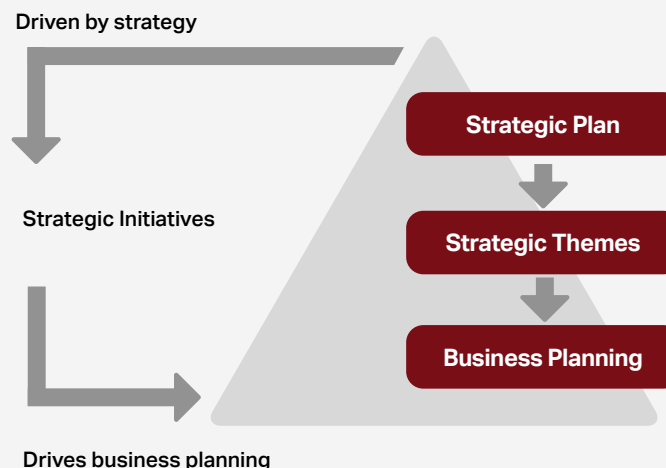 Driven by strategy
Strategic Plan
Strategic Initiatives
Strategic Themes
Business Planning
Drives business planning